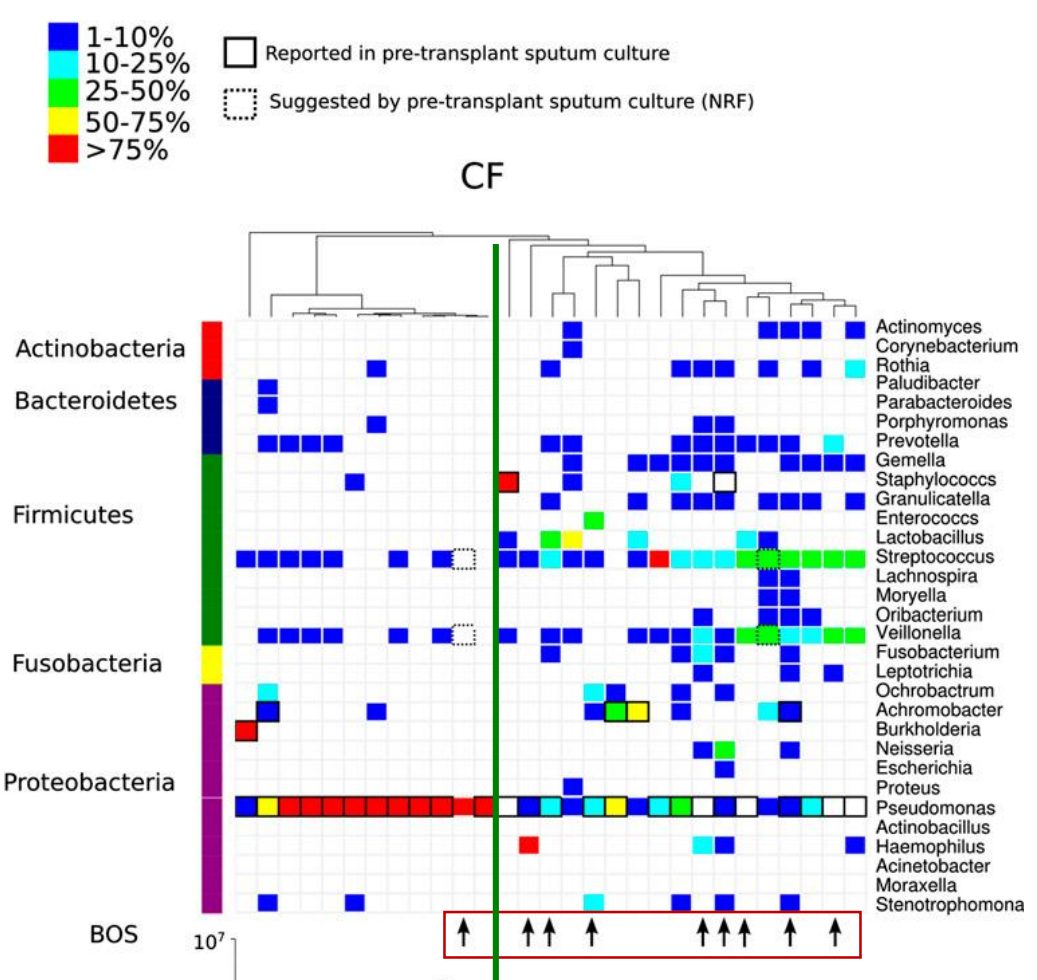 1-10%
10-25%
25-50%
50-75%
>75%
Reported in pre-transplant sputum culture
Suggested by pre-transplant sputum culture (NRF)
CF
Actinobacteria
Bacteroidetes
Firmicutes
Fusobacteria
Proteobacteria
Actinomyces
Corynebacterium
Rothia
Paludibacter
Parabacteroides
Porphyromonas
Prevotella
Gemella
Staphylococcs
Granulicatella
Enterococcs
Lactobacillus
Streptococcus
Lachnospira
Moryella
Oribacterium
Veillonella
Fusobacterium
Leptotrichia
Ochrobactrum
Achromobacter
Burkholderia
Neisseria
Escherichia
Proteus
Pseudomonas
Actinobacillus
Haemophilus
Acinetobacter
Moraxella
Stenotrophomona
BOS
10⁷